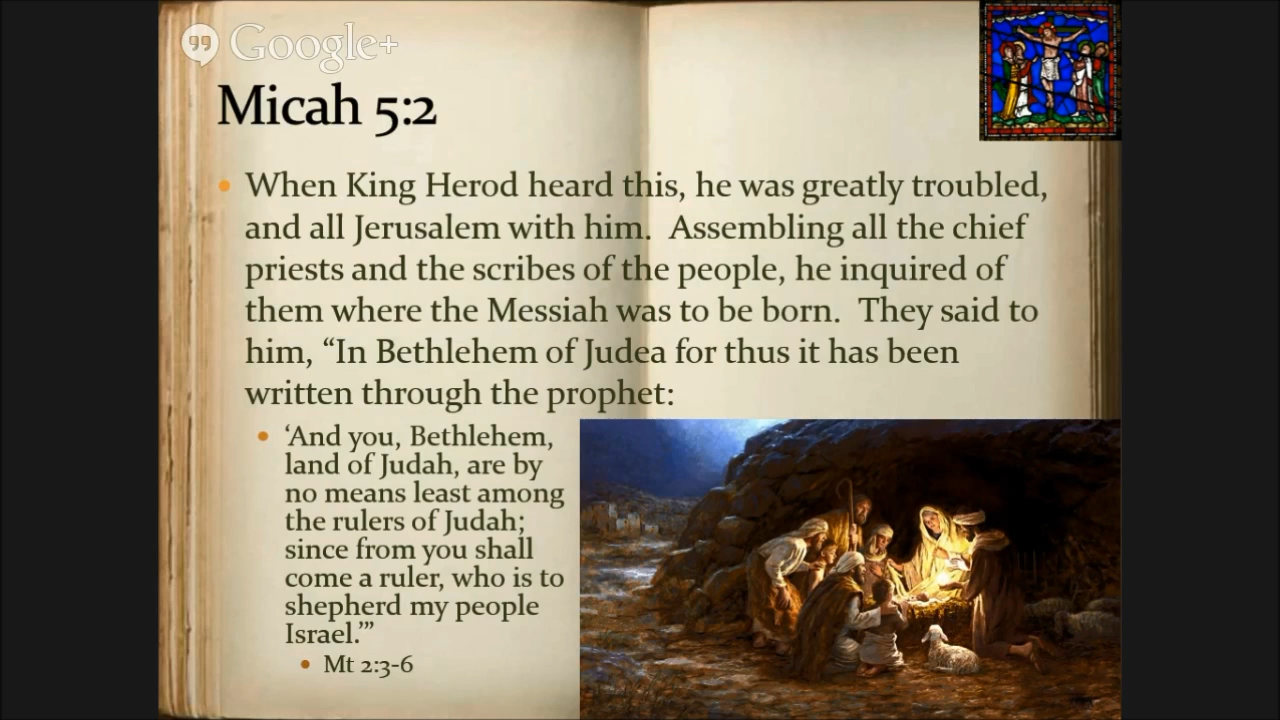 Google+
Micah 5:2
• When King Herod heard this, he was greatly troubled,
and all Jerusalem with him.  Assembling all the chief
priests and the scribes of the people, he inquired of
them where the Messiah was to be born.  They said to
him, “In Bethlehem of Judea for thus it has been
written through the prophet:
• ‘And you, Bethlehem,
land of Judah, are by
no means least among
the rulers of Judah;
since from you shall
come a ruler, who is to
shepherd my people
Israel.’”
• Mt 2:3-6